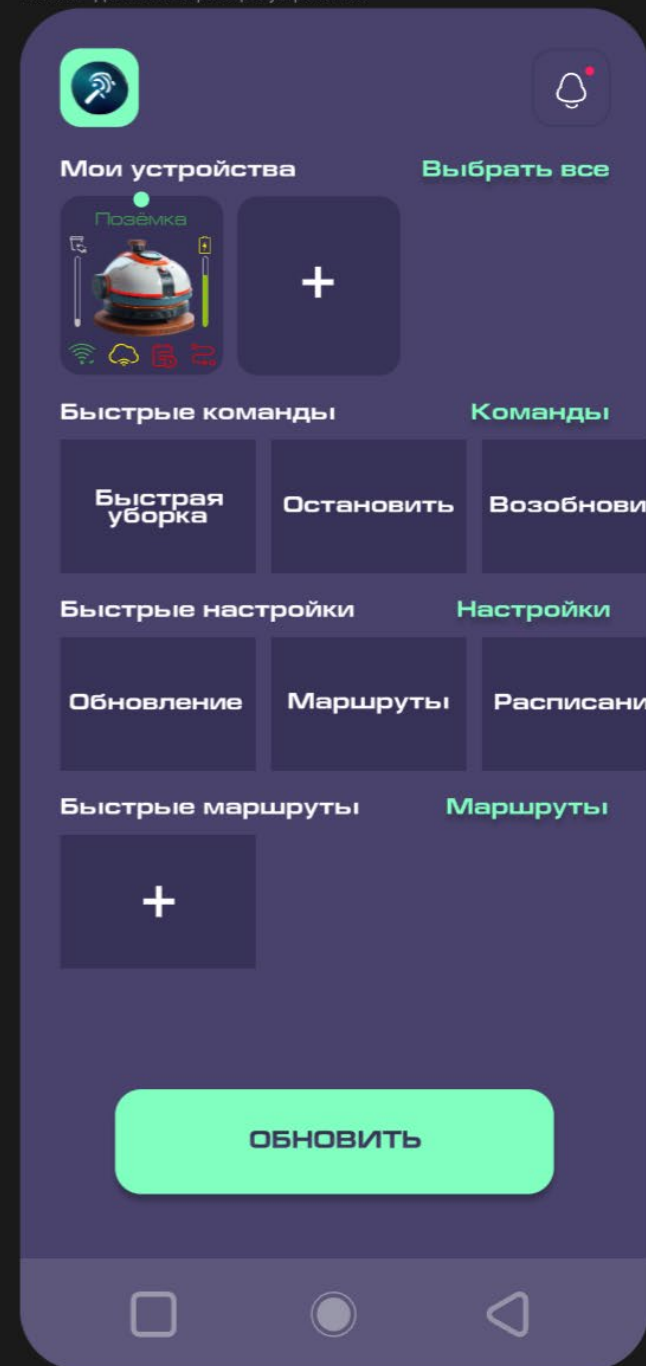 Мои устройства
Выбрать все
Позёмка
+
Быстрые команды
Команды
Быстрая
уборка
Остановить
Возобнови
Быстрые настройки
Настройки
Обновление
Маршруты
Расписани
Быстрые маршруты
Маршруты
+
ОБНОВИТЬ